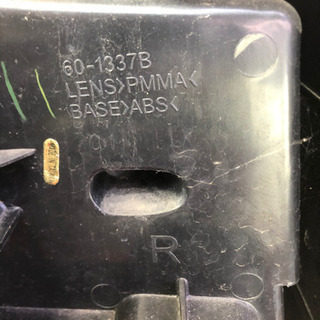 60-1337B
LENS>PMMA<
BASE>ABS<
R